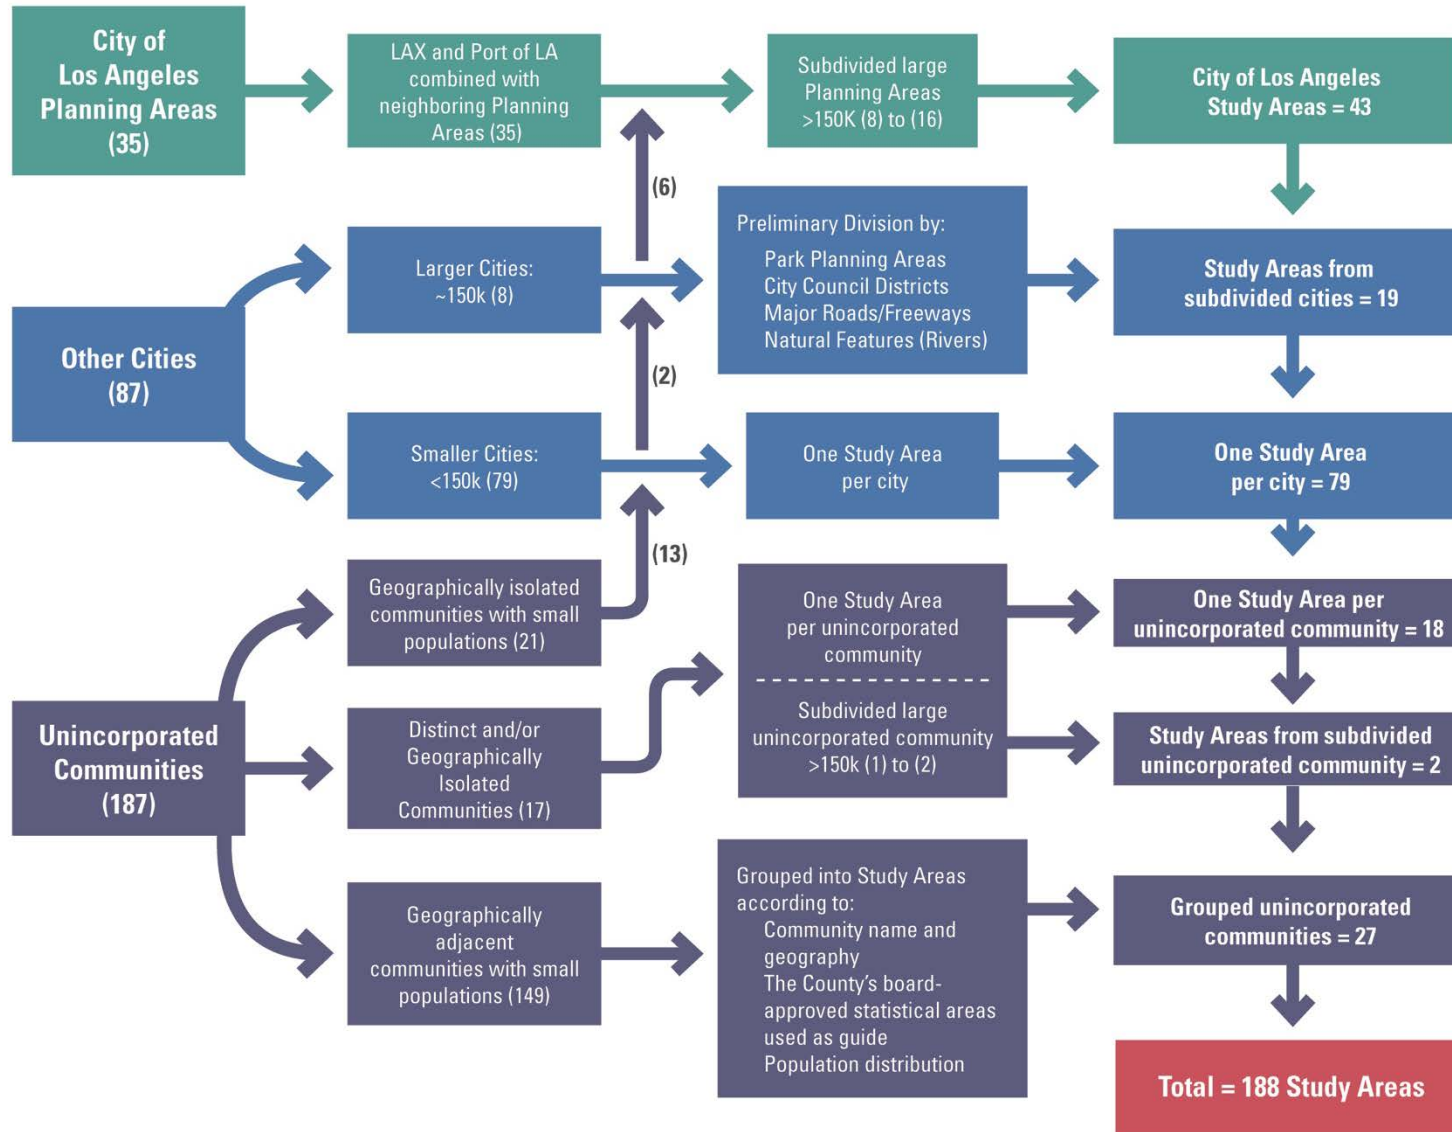 City of
Los Angeles
Planning Areas
(35)
LAX and Port of LA
combined with
neighboring Planning
Areas (35)
Subdivided large
Planning Areas
>150K (8) to (16)
City of Los Angeles
Study Areas = 43
(6)
Other Cities
(87)
Larger Cities:
~150k (8)
Preliminary Division by:
Park Planning Areas
City Council Districts
Major Roads/Freeways
Natural Features (Rivers)
Study Areas from
subdivided cities = 19
(2)
Smaller Cities:
<150k (79)
One Study Area
per city
One Study Area
per city = 79
(13)
Unincorporated
Communities
(187)
Geographically isolated
communities with small
populations (21)
Distinct and/or
Geographically
Isolated
Communities (17)
One Study Area
per unincorporated
community
Subdivided large
unincorporated community
>150k (1) to (2)
One Study Area per
unincorporated community = 18
Study Areas from subdivided
unincorporated community = 2
Geographically
adjacent
communities with small
populations (149)
Grouped into Study Areas
according to:
Community name and
geography
The County's board-
approved statistical areas
used as guide
Population distribution
Grouped unincorporated
communities = 27
Total = 188 Study Areas